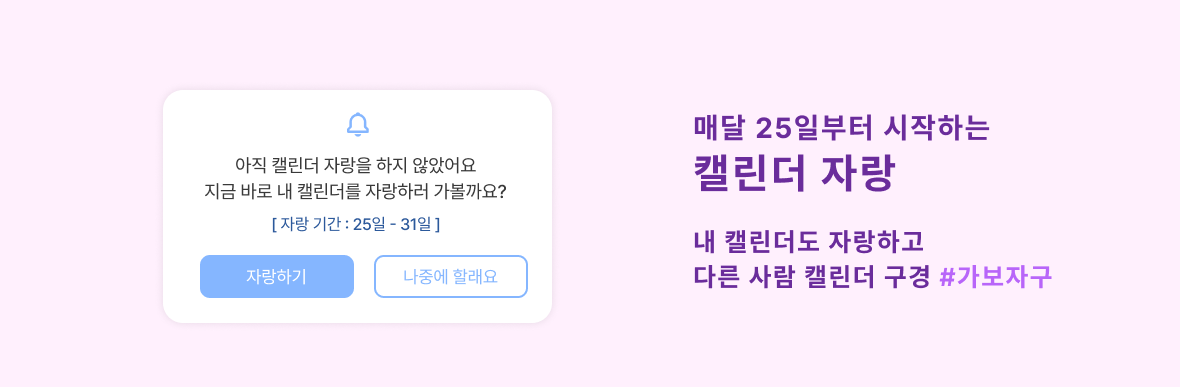 아직 캘린더 자랑을 하지 않았어요
지금 바로 내 캘린더를 자랑하러 가볼까요?
[ 자랑 기간 : 25일 - 31일 ]
자랑하기
나중에 할래요
매달 25일부터 시작하는
캘린더 자랑
내 캘린더도 자랑하고
다른 사람 캘린더 구경 #가보자구